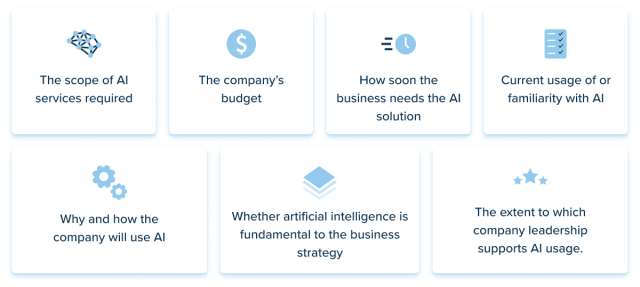 The scope of AI
services required
The company's
budget
How soon the
business needs the AI
solution
Current usage of or
familiarity with AI
Why and how the
company will use AI
Whether artificial intelligence is
fundamental to the business
strategy
The extent to which
company leadership
supports AI usage.